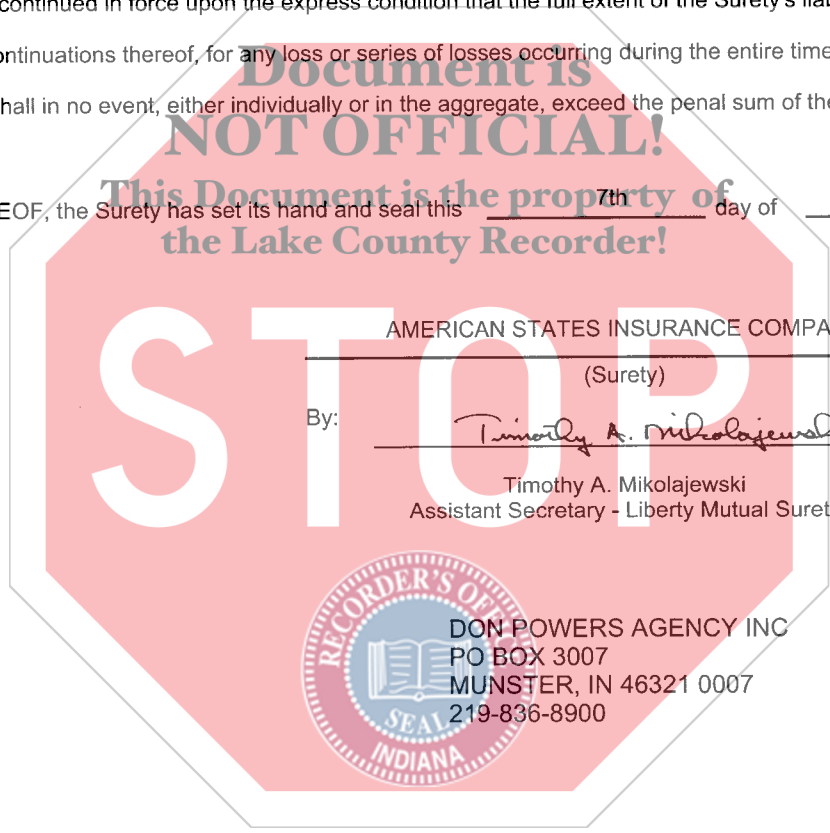 continued in force upon the express condition that the full extent of the Surety's
ontinuations thereof, for any loss or series of losses occurring during the entire time
hall in no event, either individually or in the aggregate, exceed the penal sum of the
Document is
NOT OFFICIAL!
This Document is the property of
the Lake County Recorder!
EOF, the Surety has set its hand and seal this 7th day of
STOP
AMERICAN STATES INSURANCE COMPA
(Surety)
By: Timothy A. Mikolajewsk
Timothy A. Mikolajewski
Assistant Secretary - Liberty Mutual Suret
RECORDER'S OFFICE
SEAL
INDIANA
DON POWERS AGENCY INC
PO BOX 3007
MUNSTER, IN 46321 0007
219-836-8900